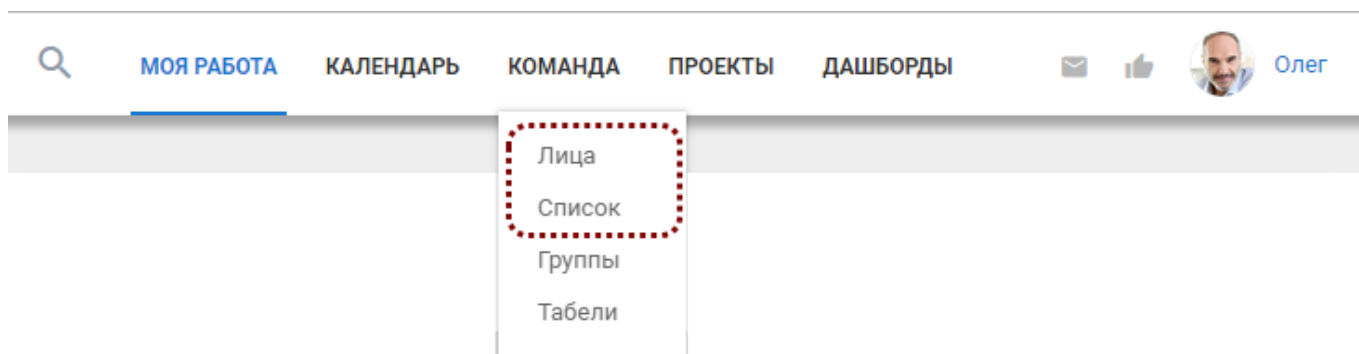 МОЯ РАБОТА КАЛЕНДАРЬ КОМАНДА ПРОЕКТЫ ДАШБОРДЫ Олег
Лица
Список
Группы
Табели